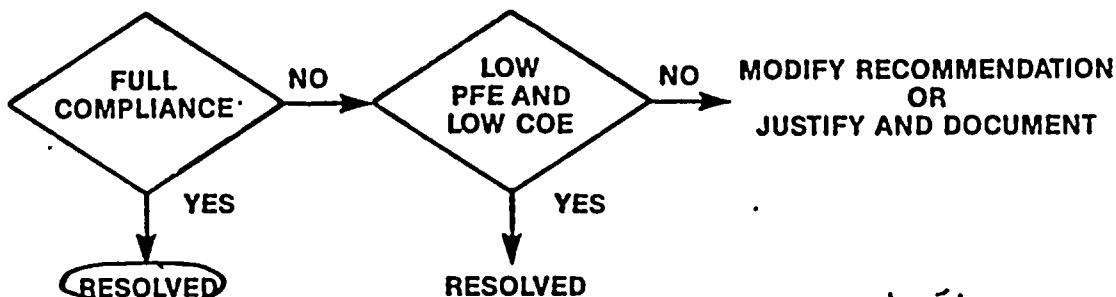 FULL
COMPLIANCE
NO
LOW
PFE AND
LOW COE
NO
MODIFY RECOMMENDATION
OR
JUSTIFY AND DOCUMENT
YES
YES
RESOLVED
RESOLVED